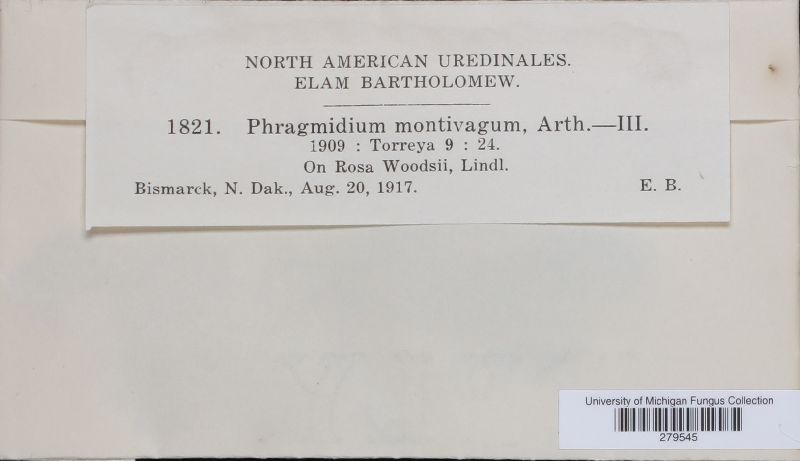 NORTH AMERICAN UREDINALES.
ELAM BARTHOLOMEW.
1821. Phragmidium montivagum, Arth.—III.
1909 : Torreya 9 : 24.
On Rosa Woodsii, Lindl.
Bismarck, N. Dak., Aug. 20, 1917. E. B.
University of Michigan Fungus Collection
279545